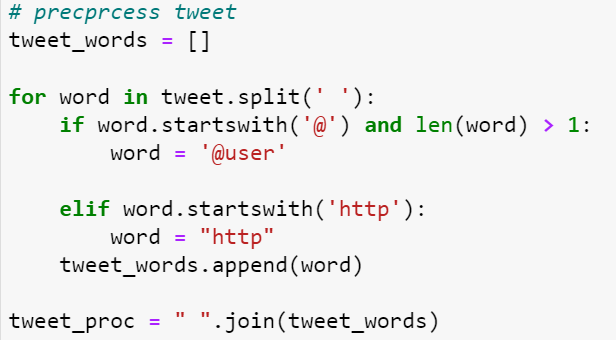 # precprcess tweet
tweet_words = []
for word in tweet.split(' '):
    if word.startswith('@') and len(word) > 1:
        word = '@user'
    elif word.startswith('http'):
        word = "http"
    tweet_words.append(word)
tweet_proc = " ".join(tweet_words)